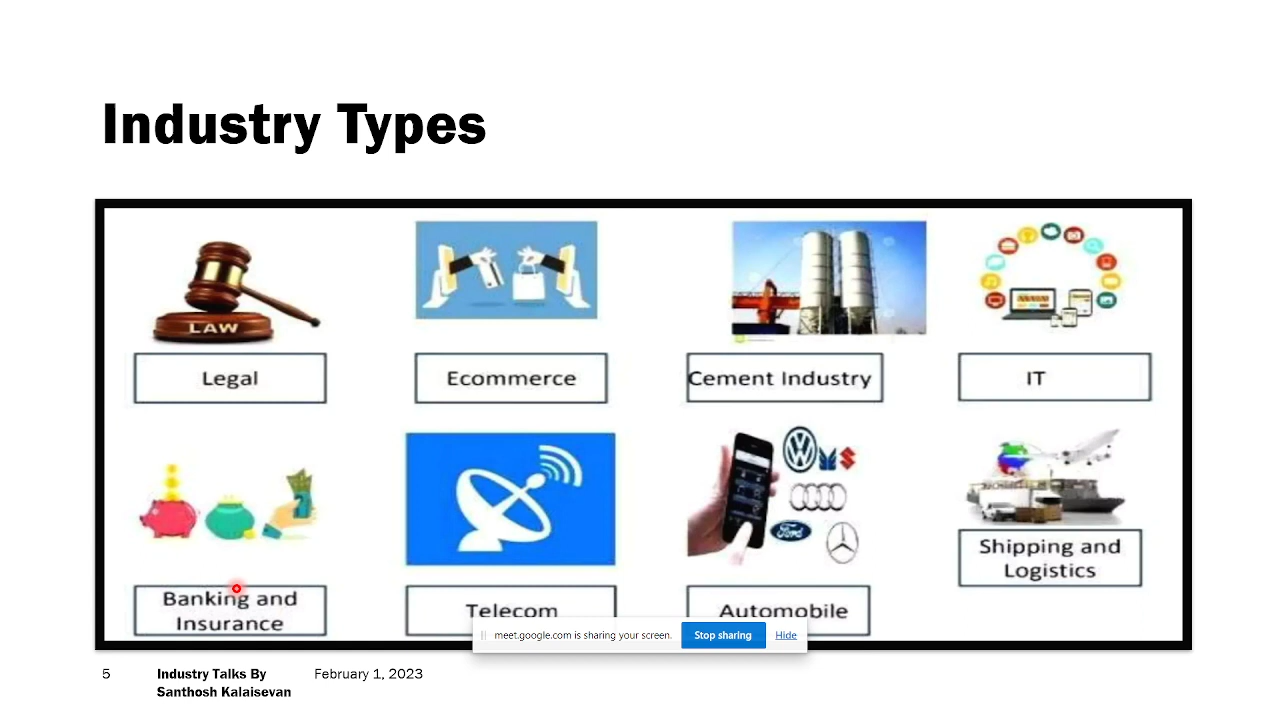 Industry Types
LAW
Legal
Ecommerce
Cement Industry
IT
Banking and
Insurance
Telecom
Ford
Automobile
Shipping and
Logistics
meet.google.com is sharing your screen.
Stop sharing
Hide
5
Industry Talks By
Santhosh Kalaisevan
February 1, 2023